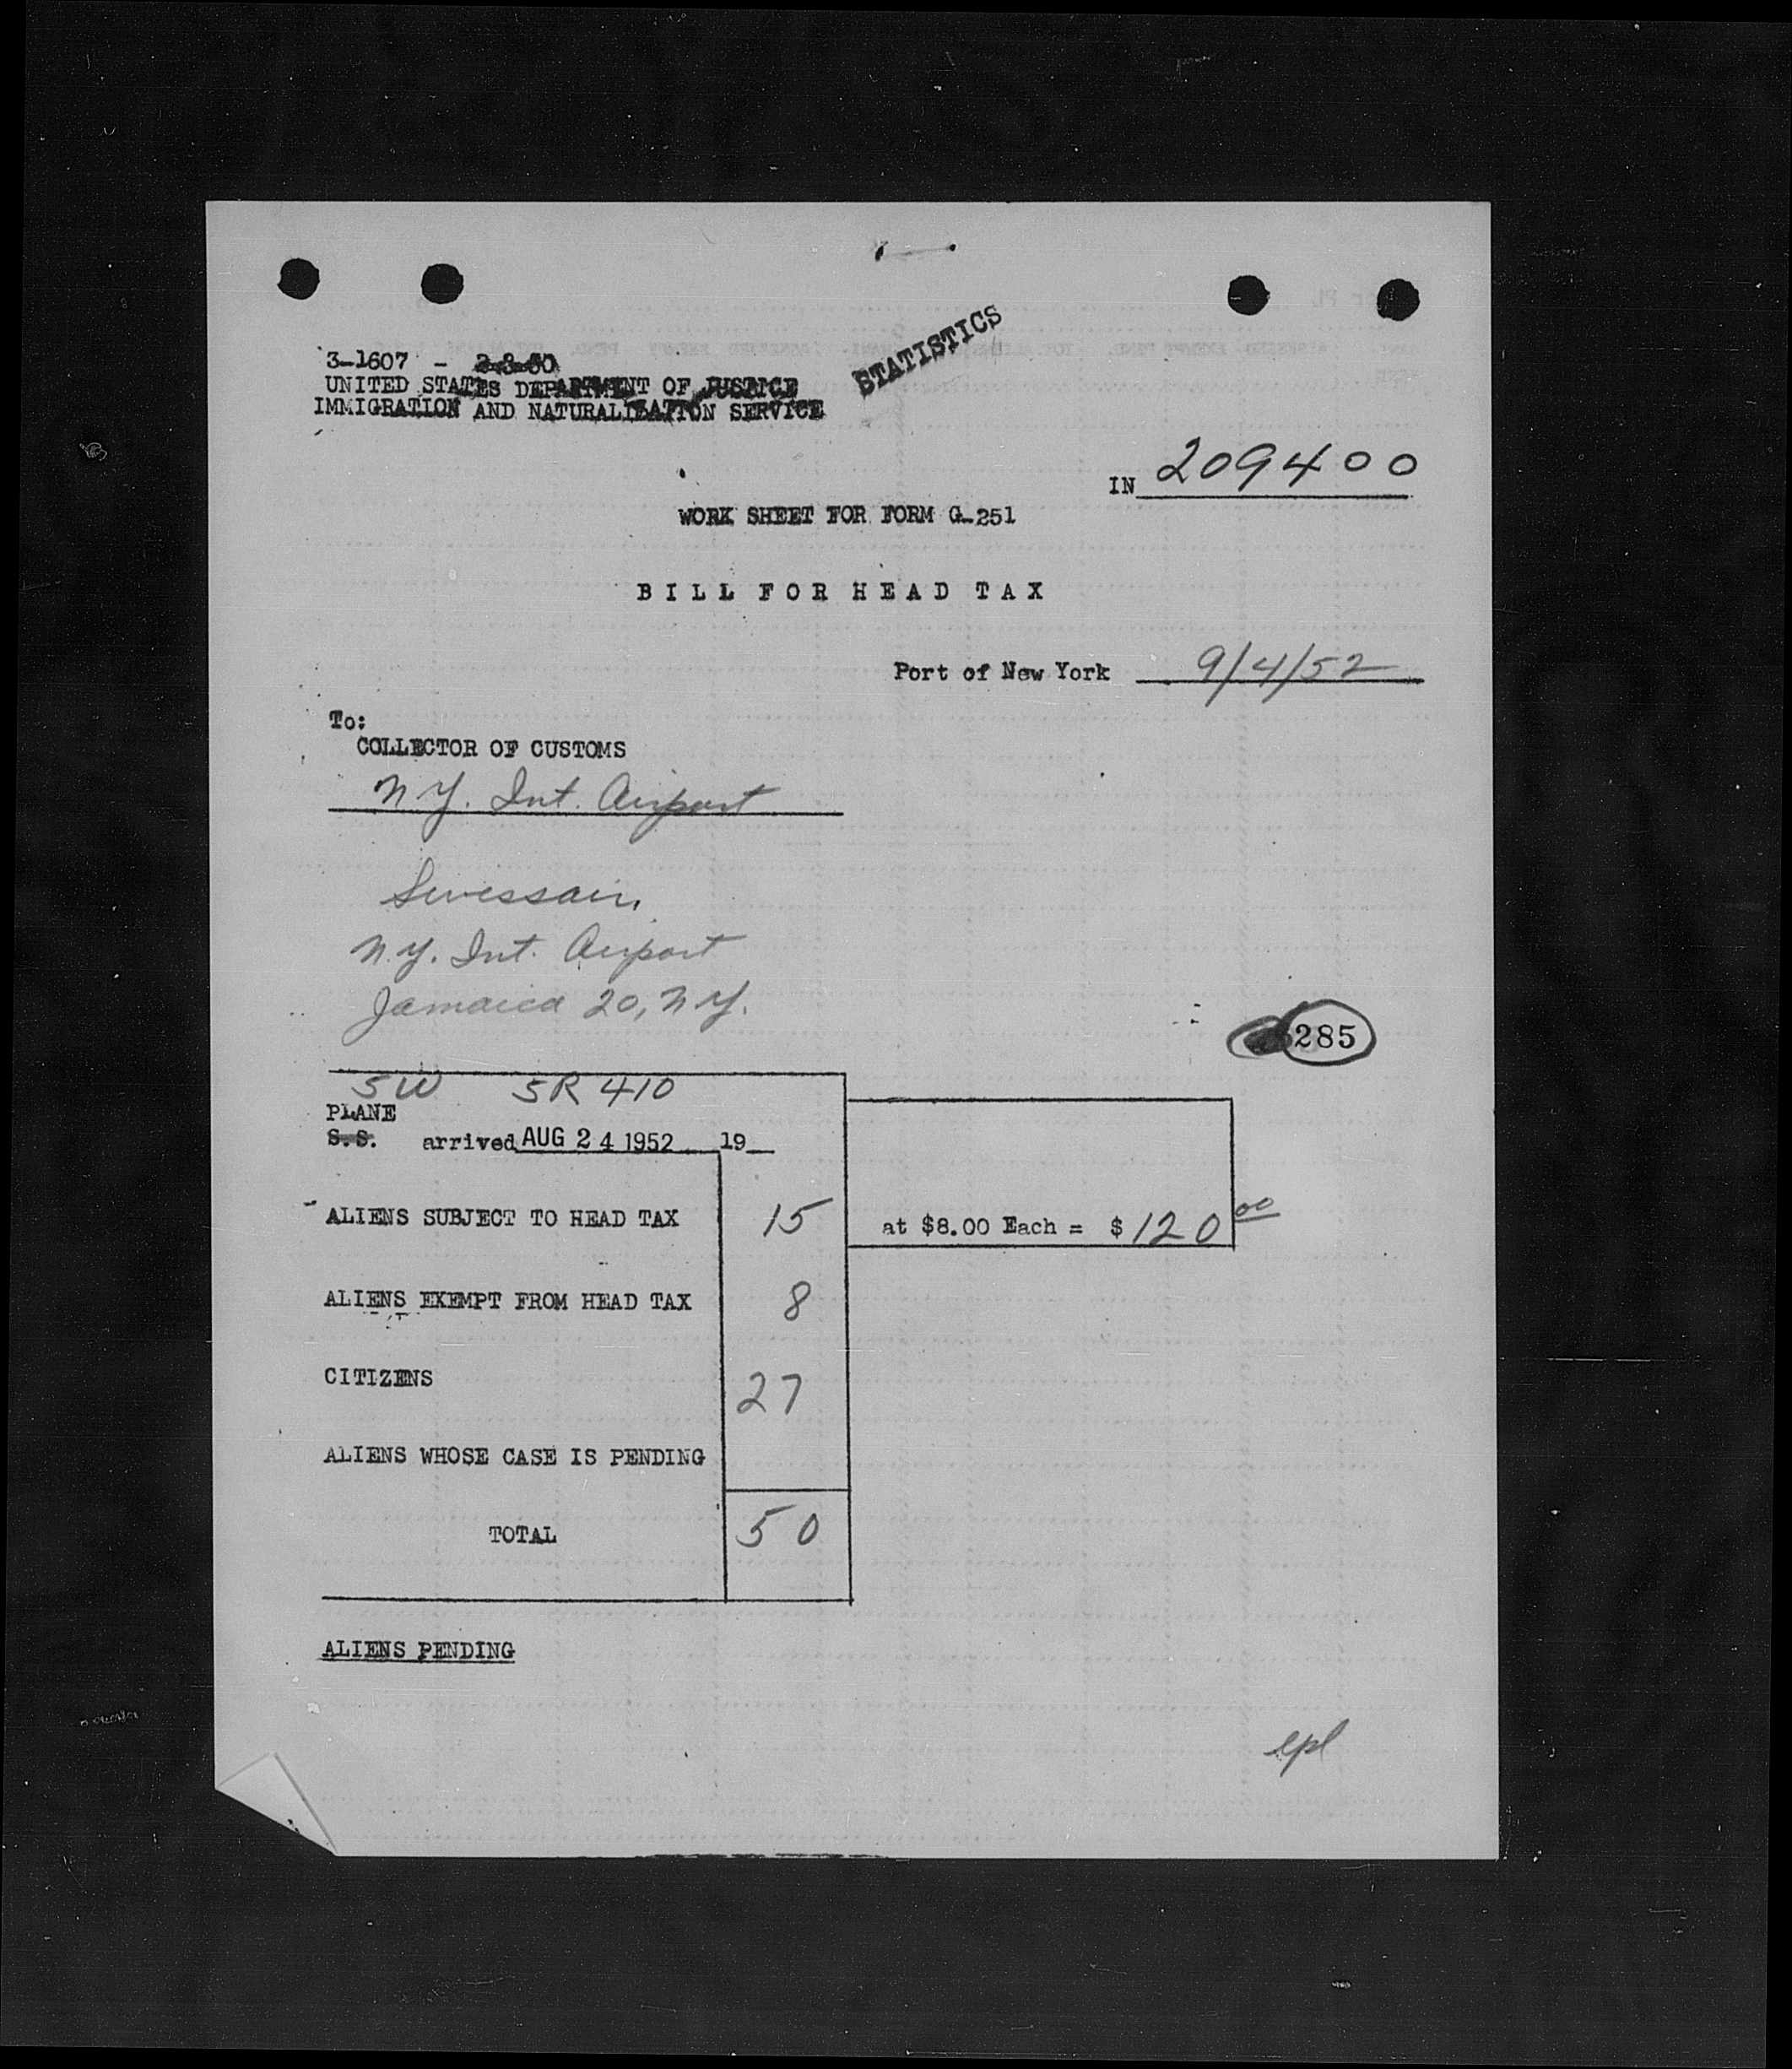 STATISTICS
3-1607 - 2-3-50
UNITED STATES DEPARTMENT OF JUSTICE
IMMIGRATION AND NATURALIZATION SERVICE
IN 209400
WORK SHEET FOR FORM G-251
BILL FOR HEAD TAX
Port of New York 9/4/52
To:
COLLECTOR OF CUSTOMS
N.Y. Int. Airport
Swissair,
N.Y. Int. Airport
Jamaica 20, N.Y.
285
SW SR 410
PLANE
S.S. arrived AUG 24 1952 19
ALIENS SUBJECT TO HEAD TAX 15 at $8.00 Each = $120 00
ALIENS EXEMPT FROM HEAD TAX 8
CITIZENS 27
ALIENS WHOSE CASE IS PENDING
TOTAL 50
ALIENS PENDING
epl